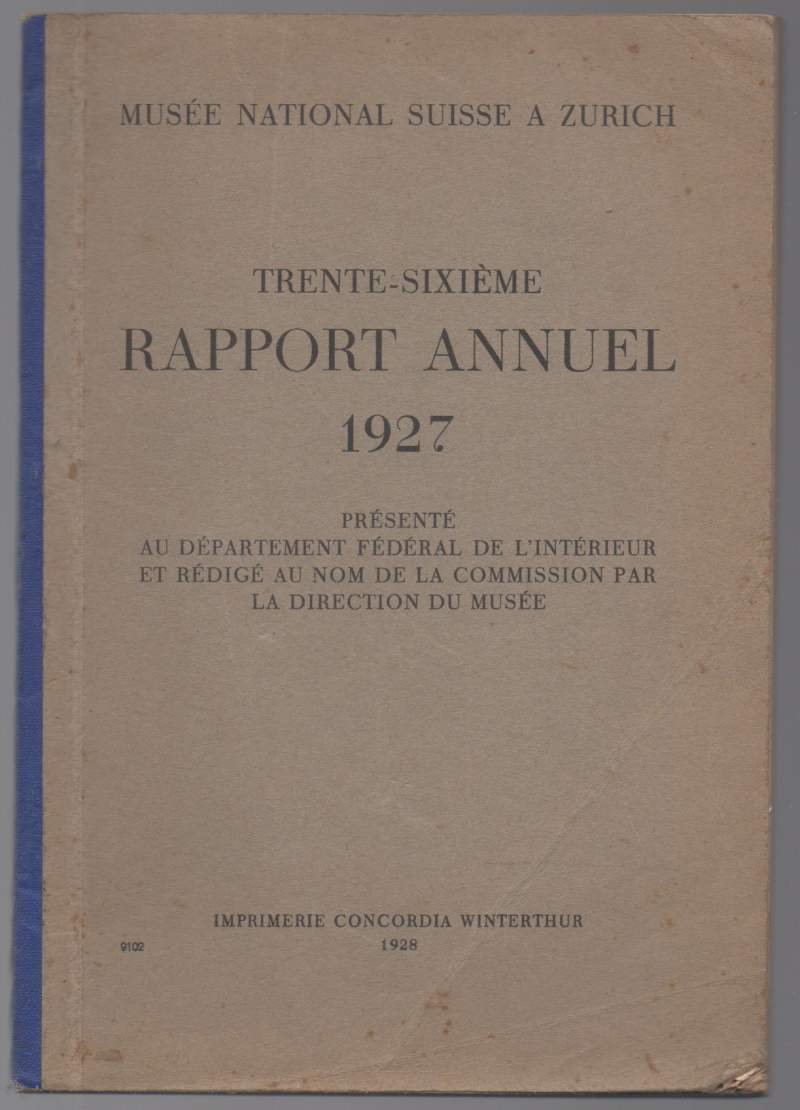 MUSÉE NATIONAL SUISSE A ZURICH
TRENTE-SIXIÈME
RAPPORT ANNUEL
1927
PRÉSENTÉ
AU DÉPARTEMENT FÉDÉRAL DE L'INTÉRIEUR
ET RÉDIGÉ AU NOM DE LA COMMISSION PAR
LA DIRECTION DU MUSÉE
IMPRIMERIE CONCORDIA WINTERTHUR
9102
1928